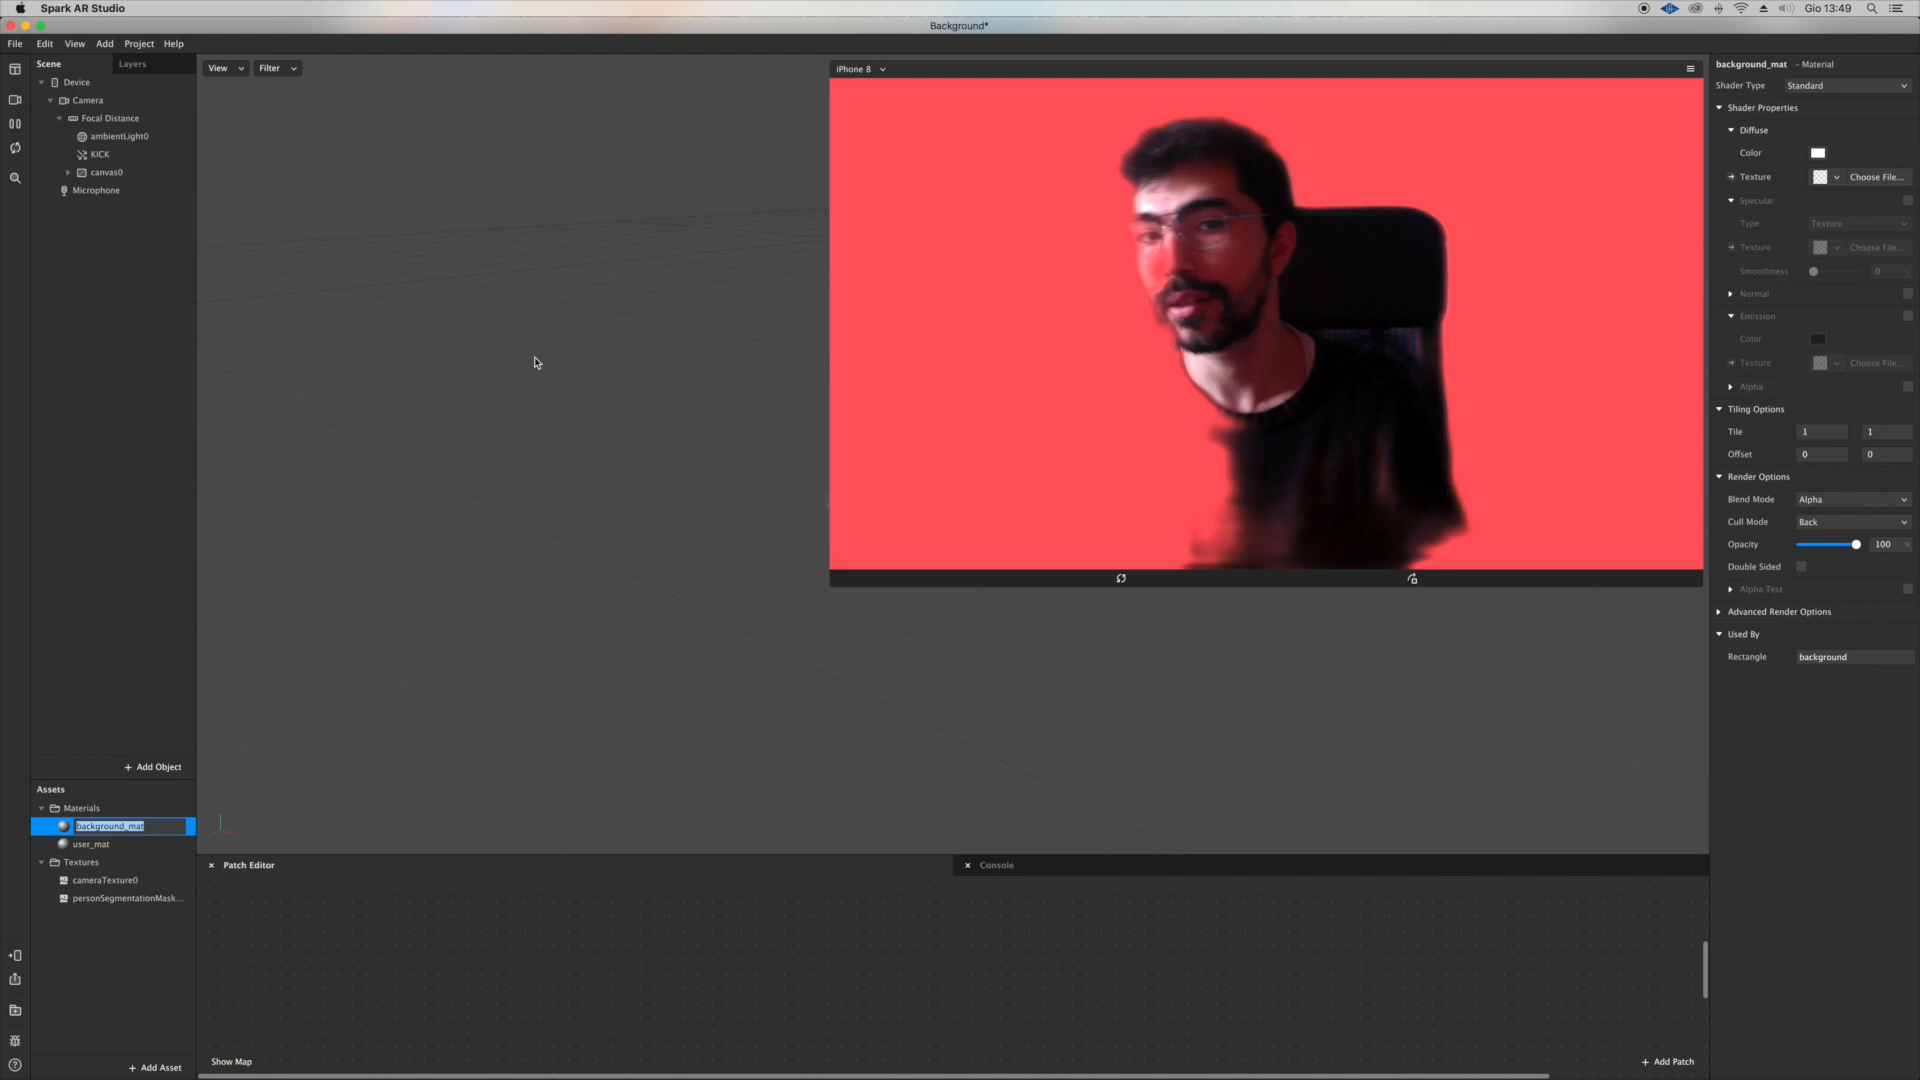 Spark AR Studio
Gio 13:49
Background*
File Edit View Add Project Help
Scene Layers
Device
Camera
Focal Distance
ambientLight0
KICK
canvas0
Microphone
+ Add Object
Assets
Materials
background_mat
user_mat
Textures
cameraTexture0
personSegmentationMask...
+ Add Asset
View Filter
iPhone 8
× Patch Editor
× Console
Show Map
+ Add Patch
background_mat - Material
Shader Type Standard
Shader Properties
Diffuse
Color
Texture Choose File...
Specular
Type Texture
Texture Choose File...
Smoothness 0
Normal
Emission
Color
Texture Choose File...
Alpha
Tiling Options
Tile 1 1
Offset 0 0
Render Options
Blend Mode Alpha
Cull Mode Back
Opacity 100 %
Double Sided
Alpha Test
Advanced Render Options
Used By
Rectangle background